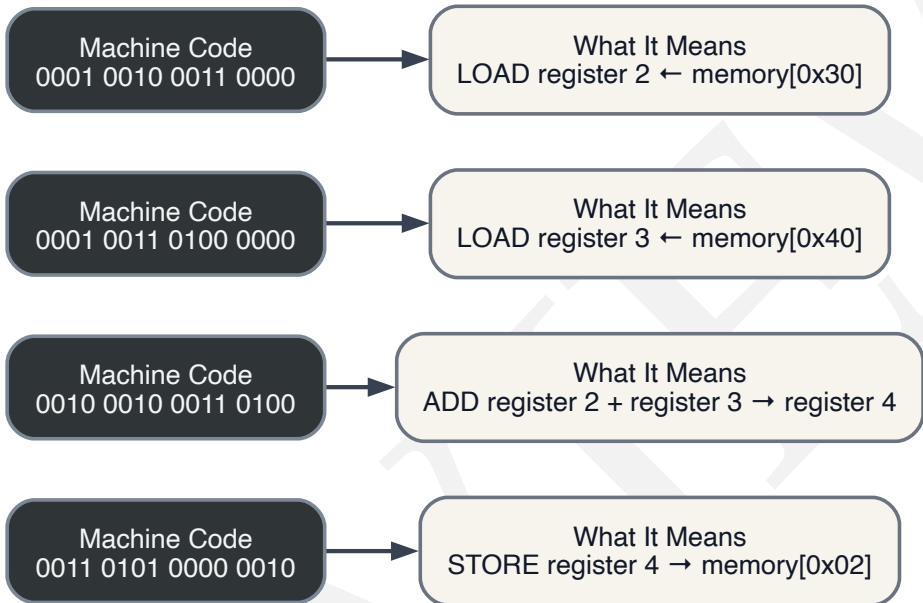 Machine Code
0001 0010 0011 0000
What It Means
LOAD register 2 ← memory[0x30]
Machine Code
0001 0011 0100 0000
What It Means
LOAD register 3 ← memory[0x40]
Machine Code
0010 0010 0011 0100
What It Means
ADD register 2 + register 3 → register 4
Machine Code
0011 0101 0000 0010
What It Means
STORE register 4 → memory[0x02]